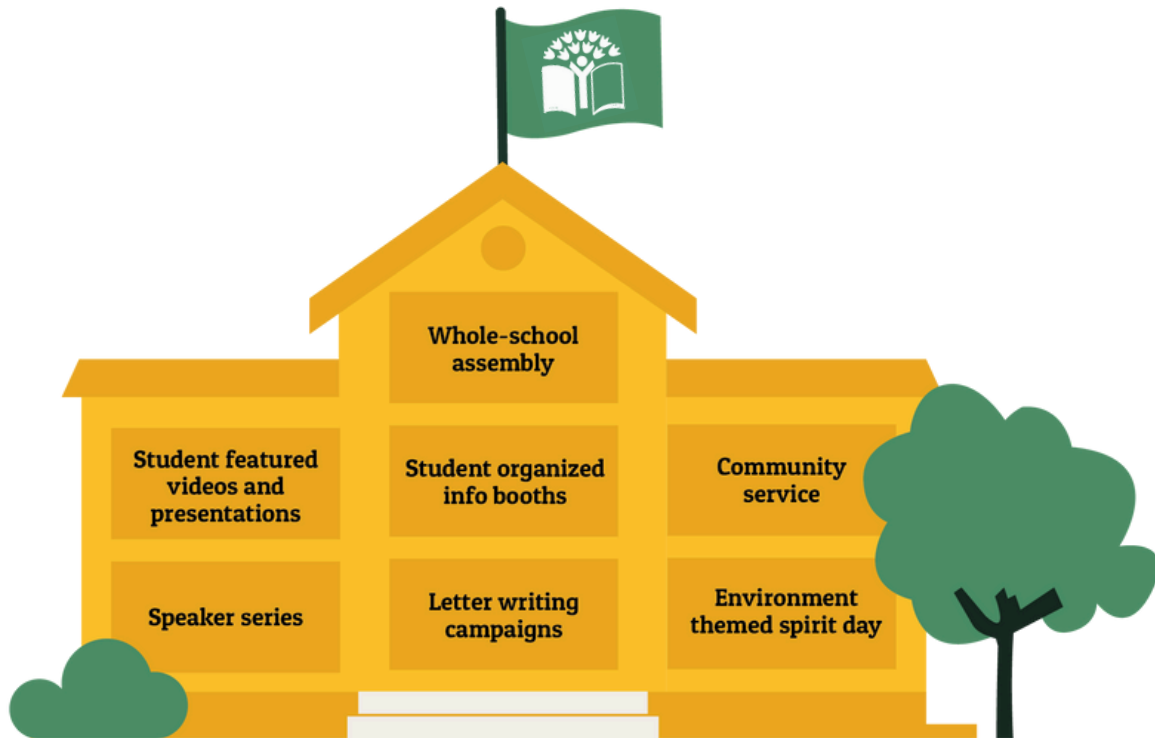 Whole-school
assembly
Student featured
videos and
presentations
Student organized
info booths
Community
service
Speaker series
Letter writing
campaigns
Environment
themed spirit day